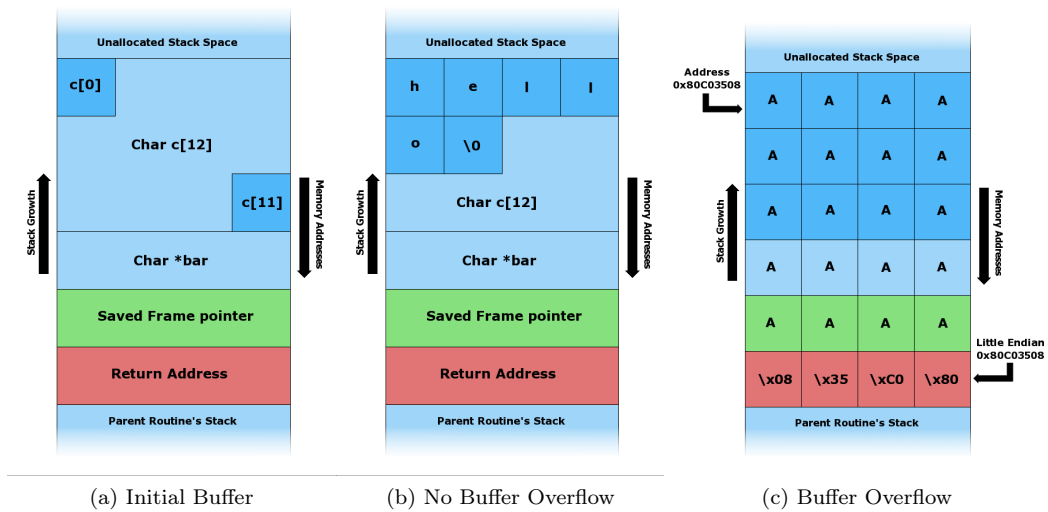 Unallocated Stack Space
c[0]
Char c[12]
c[11]
Char *bar
Saved Frame pointer
Return Address
Parent Routine's Stack
Stack Growth
Memory Addresses
(a) Initial Buffer
Unallocated Stack Space
h e l l
o \0
Char c[12]
Char *bar
Saved Frame pointer
Return Address
Parent Routine's Stack
Stack Growth
Memory Addresses
(b) No Buffer Overflow
Address
0x80C03508
Unallocated Stack Space
A A A A
A A A A
A A A A
A A A A
A A A A
\x08 \x35 \xC0 \x80
Parent Routine's Stack
Stack Growth
Memory Addresses
Little Endian
0x80C03508
(c) Buffer Overflow